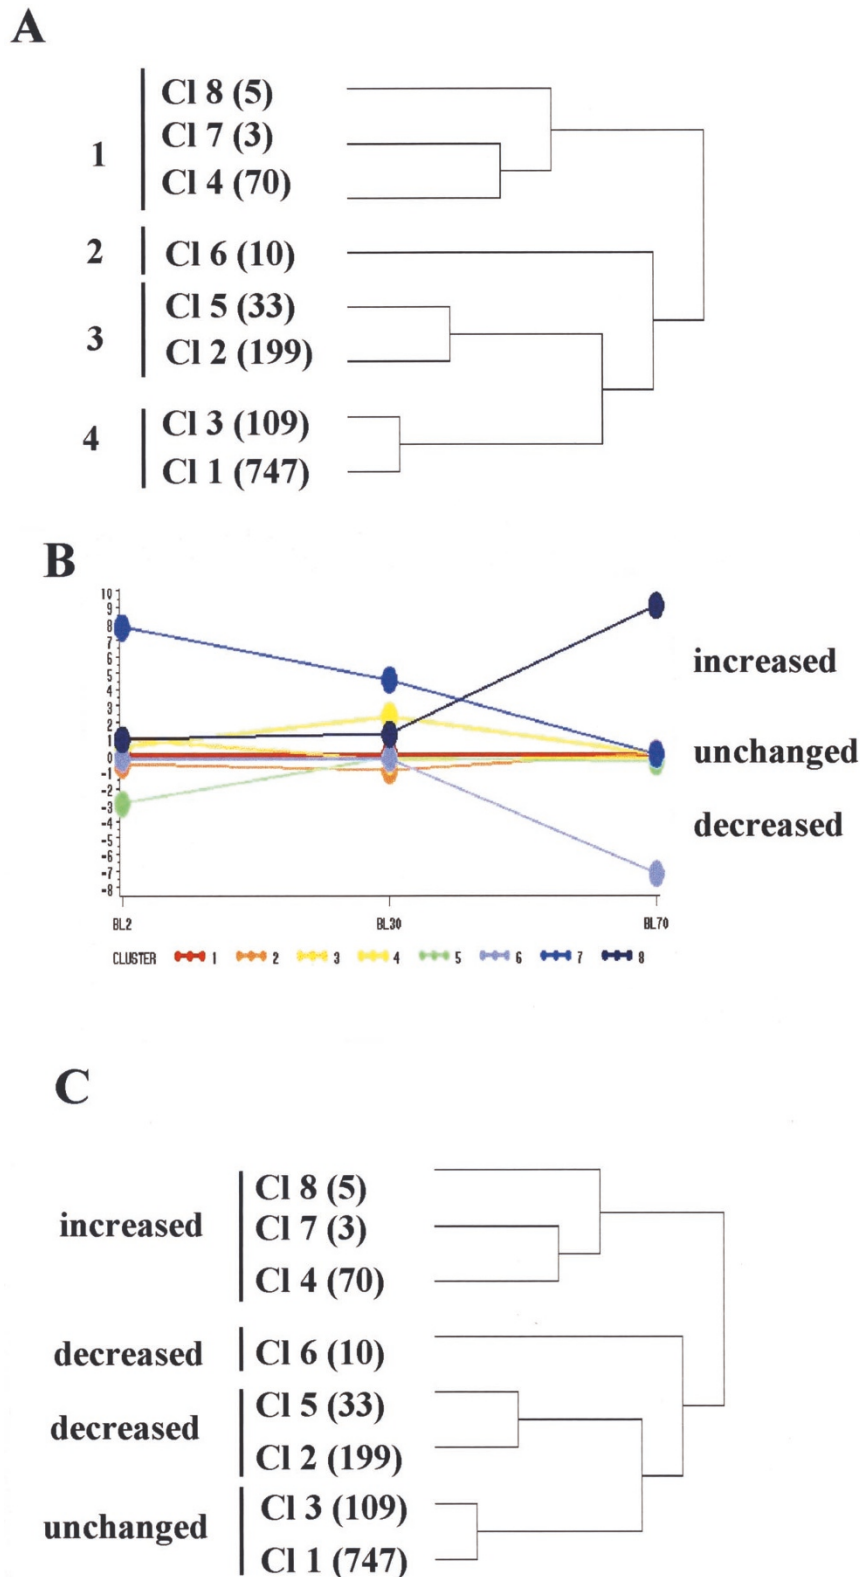 A
Cl 8 (5)
Cl 7 (3)
1
Cl 4 (70)
2
Cl 6 (10)
Cl 5 (33)
3
Cl 2 (199)
Cl 3 (109)
4
Cl 1 (747)
B
10
9
8
7
6
5
4
3
2
1
0
-1
-2
-3
-4
-5
-6
-7
-8
increased
unchanged
decreased
BL2 BL30 BL70
CLUSTER 1 2 3 4 5 6 7 8
C
Cl 8 (5)
increased
Cl 7 (3)
Cl 4 (70)
decreased
Cl 6 (10)
Cl 5 (33)
decreased
Cl 2 (199)
Cl 3 (109)
unchanged
Cl 1 (747)